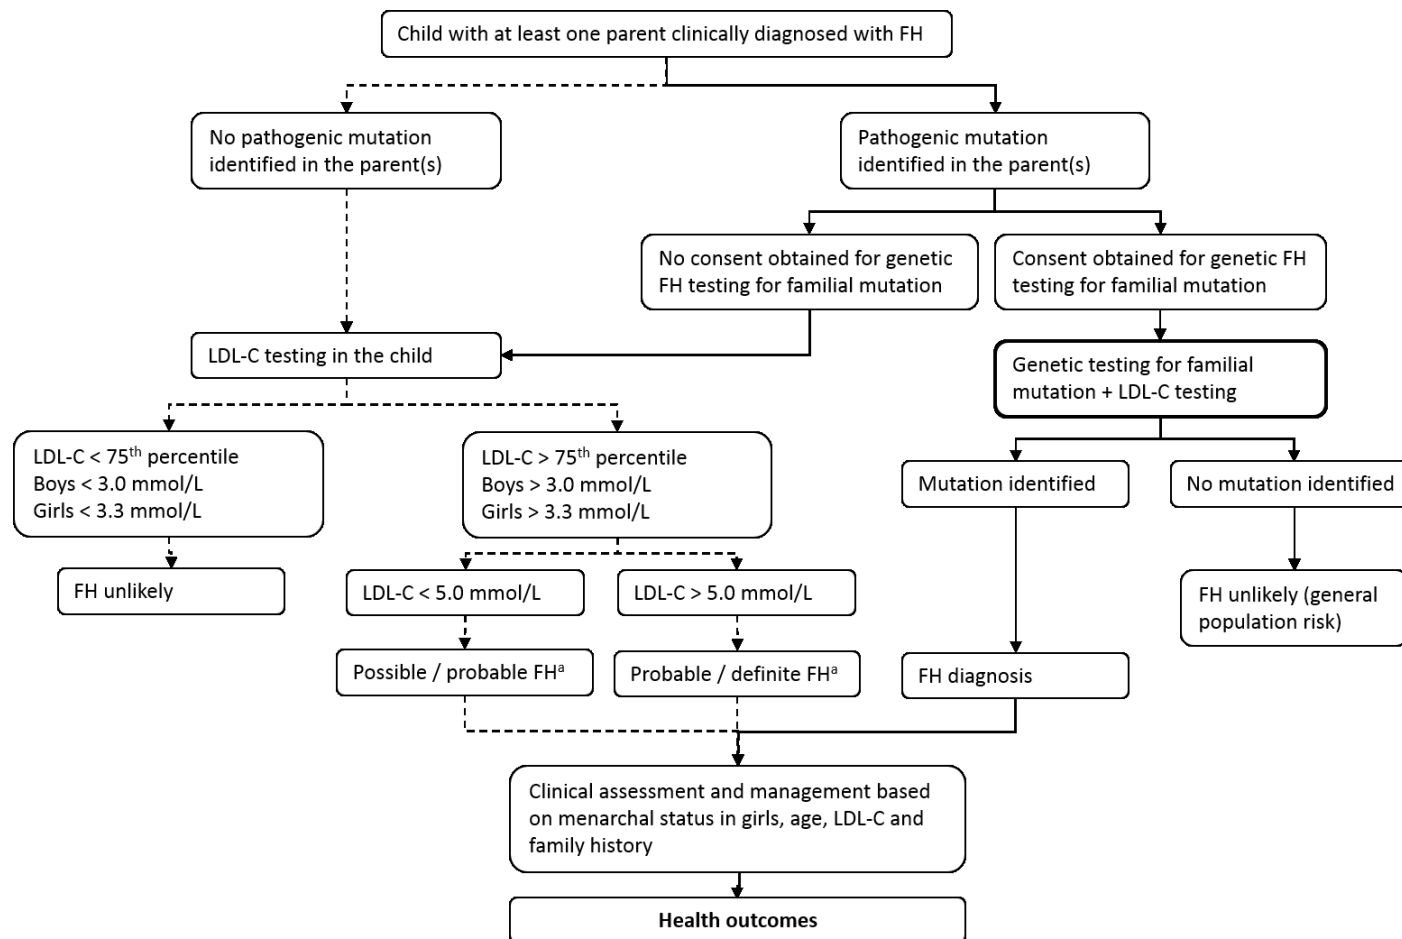 Child with at least one parent clinically diagnosed with FH
No pathogenic mutation
identified in the parent(s)
Pathogenic mutation
identified in the parent(s)
No consent obtained for genetic
FH testing for familial mutation
Consent obtained for genetic FH
testing for familial mutation
LDL-C testing in the child
Genetic testing for familial
mutation + LDL-C testing
LDL-C < 75th percentile
Boys < 3.0 mmol/L
Girls < 3.3 mmol/L
LDL-C > 75th percentile
Boys > 3.0 mmol/L
Girls > 3.3 mmol/L
Mutation identified
No mutation identified
FH unlikely
LDL-C < 5.0 mmol/L
LDL-C > 5.0 mmol/L
FH unlikely (general
population risk)
Possible / probable FHa
Probable / definite FHa
FH diagnosis
Clinical assessment and management based
on menarchal status in girls, age, LDL-C and
family history
Health outcomes